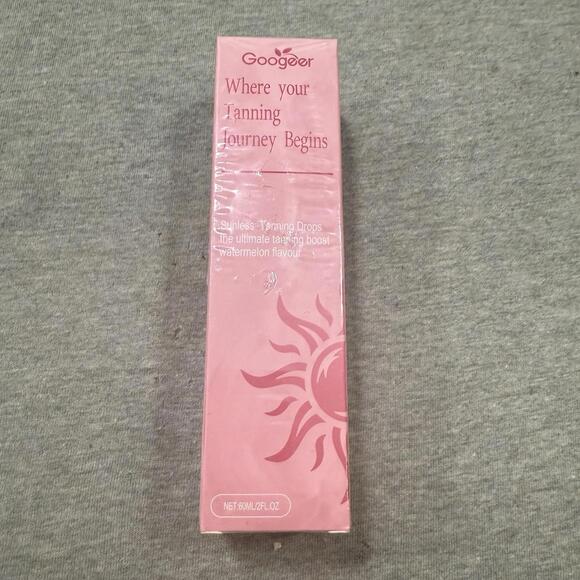 Googeer
Where your
Tanning
Journey Begins
Sunless Tanning Drops
The ultimate tanning boost
watermelon flavour
NET:60ML/2FL.OZ